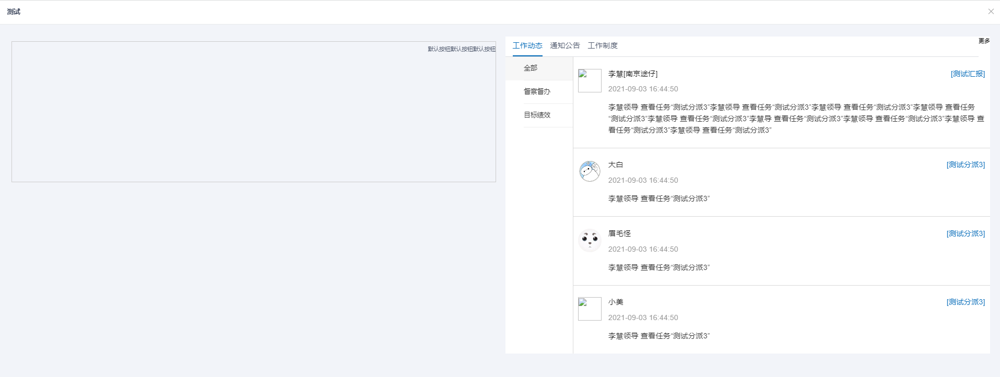 测试
默认按钮默认按钮默认按钮
工作动态 通知公告 工作制度
更多
全部
督察督办
目标绩效
李慧[南京途仔]
[测试汇报]
2021-09-03 16:44:50
李慧领导 查看任务“测试分派3”李慧领导 查看任务“测试分派3”李慧领导 查看任务“测试分派3”李慧领导 查看任务
“测试分派3”李慧领导 查看任务“测试分派3”李慧导 查看任务“测试分派3”李慧领导 查看任务“测试分派3”李慧领导 查
看任务“测试分派3”李慧领导 查看任务“测试分派3”
大白
[测试分派3]
2021-09-03 16:44:50
李慧领导 查看任务“测试分派3”
眉毛怪
[测试分派3]
2021-09-03 16:44:50
李慧领导 查看任务“测试分派3”
小美
[测试分派3]
2021-09-03 16:44:50
李慧领导 查看任务“测试分派3”